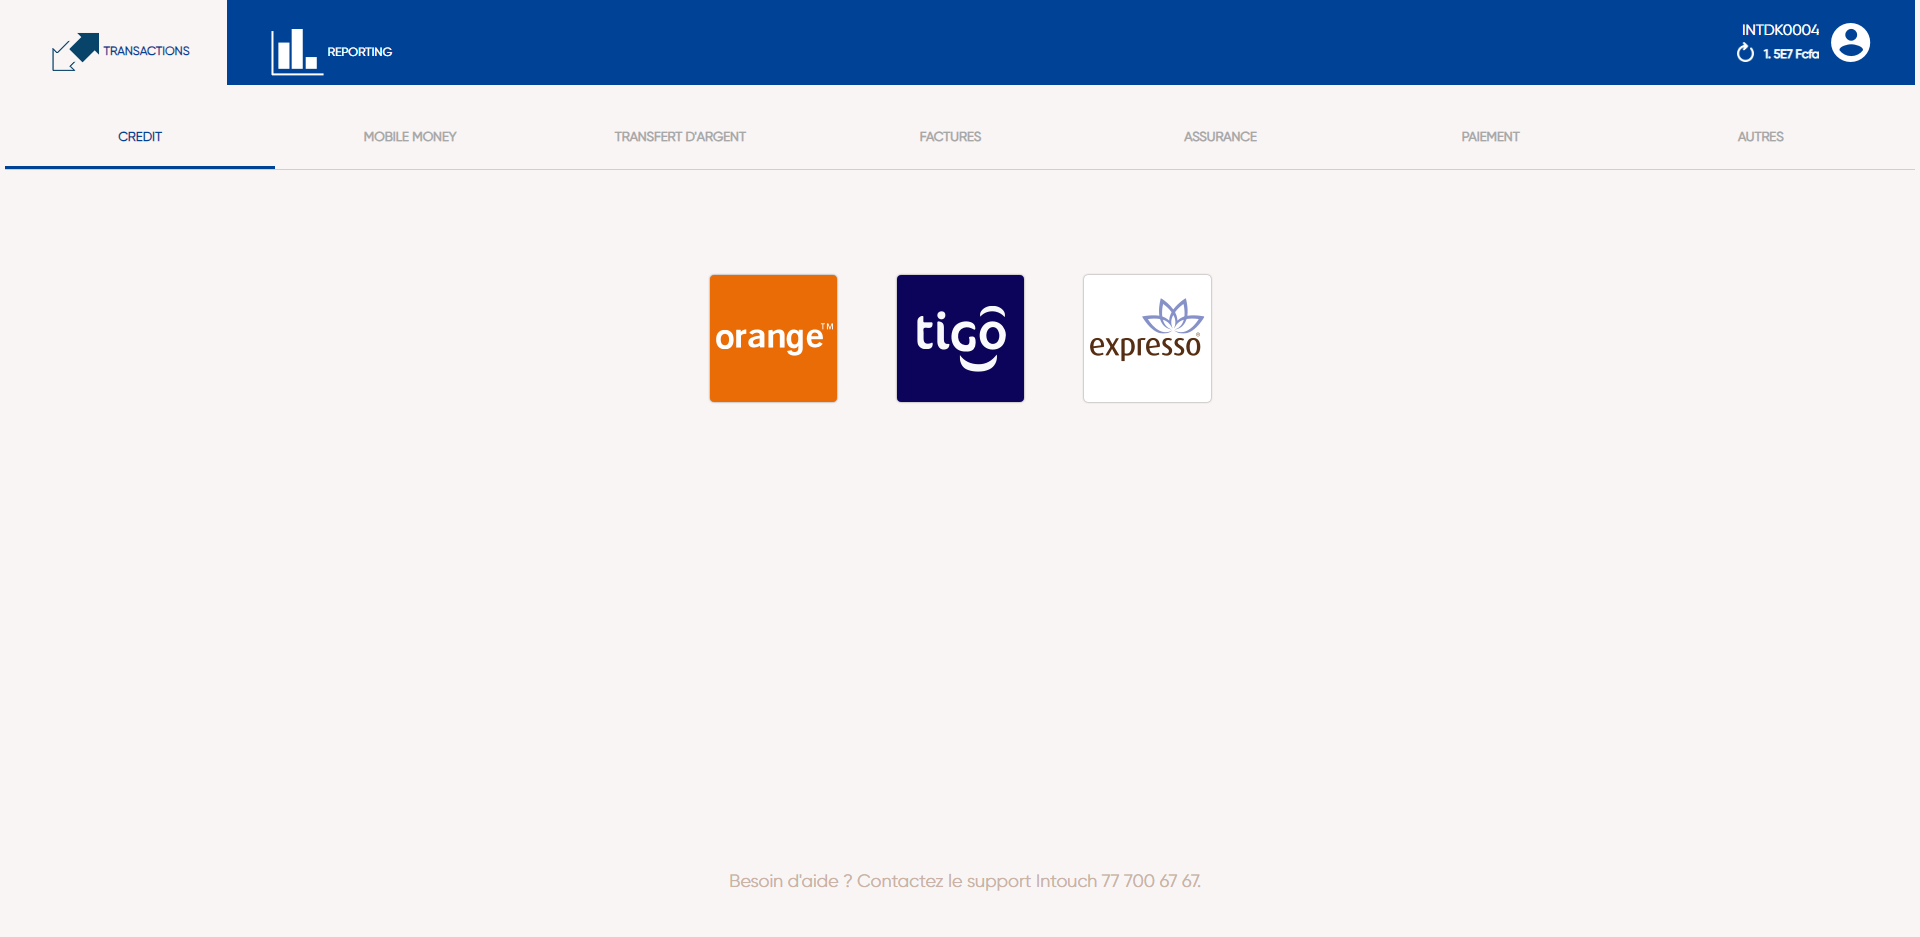 TRANSACTIONS
REPORTING
INTDK0004
1. 5E7 Fcfa
CREDIT
MOBILE MONEY
TRANSFERT D'ARGENT
FACTURES
ASSURANCE
PAIEMENT
AUTRES
orange™
tigo
expresso®
Besoin d'aide ? Contactez le support Intouch 77 700 67 67.